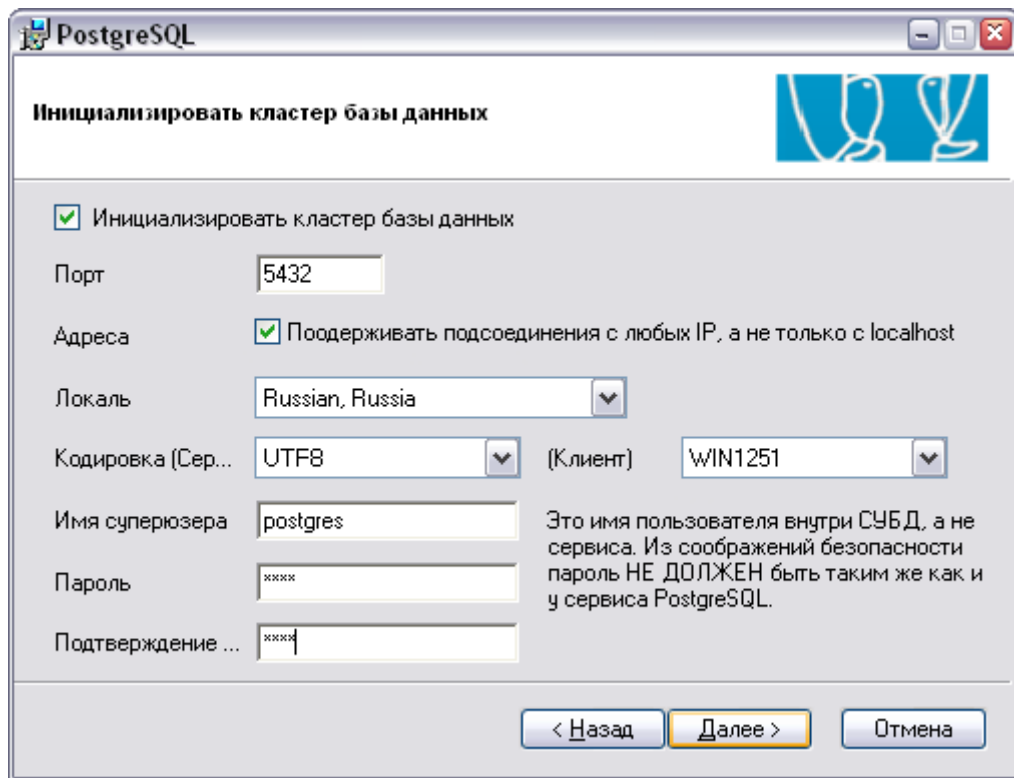 PostgreSQL
Инициализировать кластер базы данных
Инициализировать кластер базы данных
Порт 5432
Адреса Поодерживать подсоединения с любых IP, а не только с localhost
Локаль Russian, Russia
Кодировка (Сер... UTF8 (Клиент) WIN1251
Имя суперюзера postgres
Это имя пользователя внутри СУБД, а не
сервиса. Из соображений безопасности
пароль НЕ ДОЛЖЕН быть таким же как и
у сервиса PostgreSQL.
Пароль ****
Подтверждение ... ****
< Назад Далее > Отмена